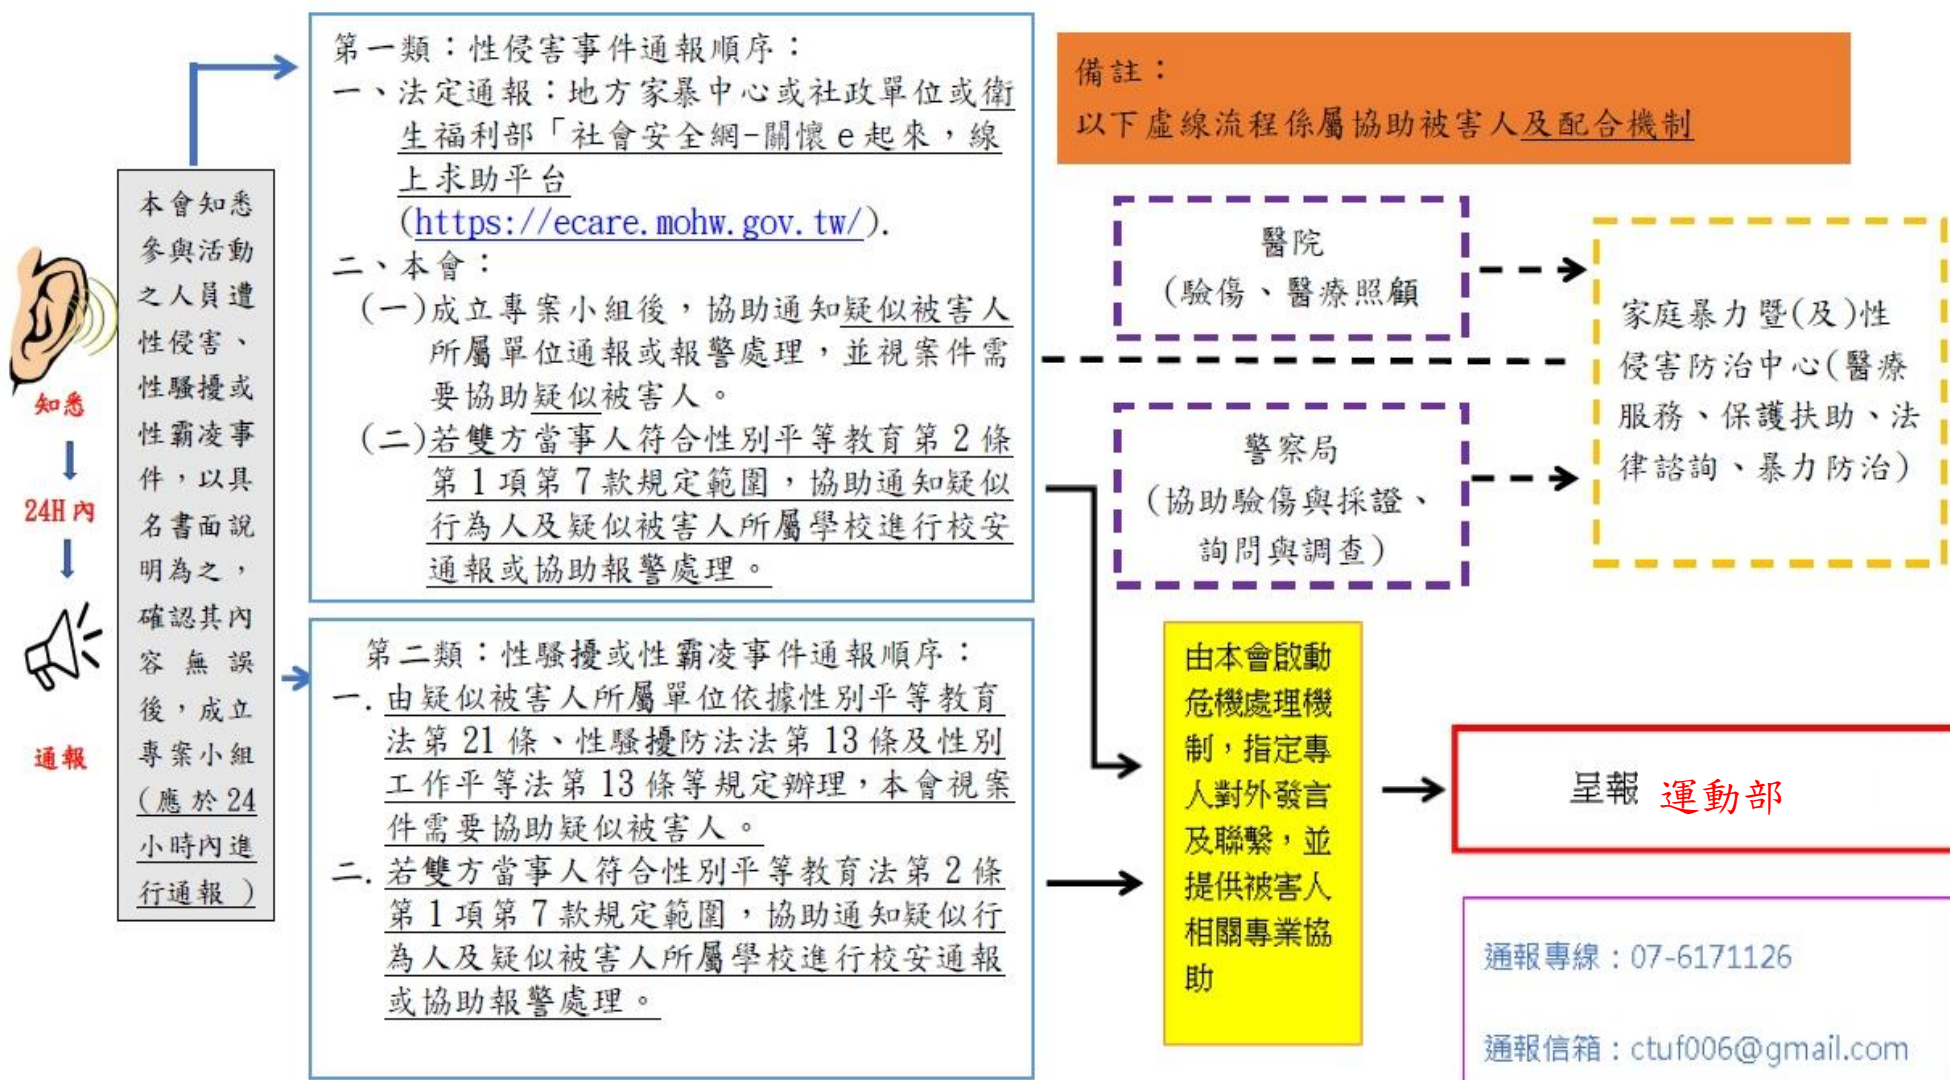 知悉
24H內
通報
本會知悉
參與活動
之人員遭
性侵害、
性騷擾或
性霸凌事
件，以具
名書面說
明為之，
確認其內
容無誤
後，成立
專案小組
(應於24
小時內進
行通報 )
第一類：性侵害事件通報順序：
一、法定通報：地方家暴中心或社政單位或衛
生福利部「社會安全網-關懷e起來，線
上求助平台
(https://ecare.mohw.gov.tw/).
二、本會：
(一)成立專案小組後，協助通知疑似被害人
所屬單位通報或報警處理，並視案件需
要協助疑似被害人。
(二)若雙方當事人符合性別平等教育第2條
第1項第7款規定範圍，協助通知疑似
行為人及疑似被害人所屬學校進行校安
通報或協助報警處理。
第二類：性騷擾或性霸凌事件通報順序：
一.由疑似被害人所屬單位依據性別平等教育
法第21條、性騷擾防法法第13條及性別
工作平等法第13條等規定辦理，本會視案
件需要協助疑似被害人。
二.若雙方當事人符合性別平等教育法第2條
第1項第7款規定範圍，協助通知疑似行
為人及疑似被害人所屬學校進行校安通報
或協助報警處理。
備註：
以下虛線流程係屬協助被害人及配合機制
醫院
(驗傷、醫療照顧
警察局
(協助驗傷與採證、
詢問與調查)
家庭暴力暨(及)性
侵害防治中心(醫療
服務、保護扶助、法
律諮詢、暴力防治)
由本會啟動
危機處理機
制，指定專
人對外發言
及聯繫，並
提供被害人
相關專業協
助
呈報 運動部
通報專線：07-6171126
通報信箱：ctuf006@gmail.com